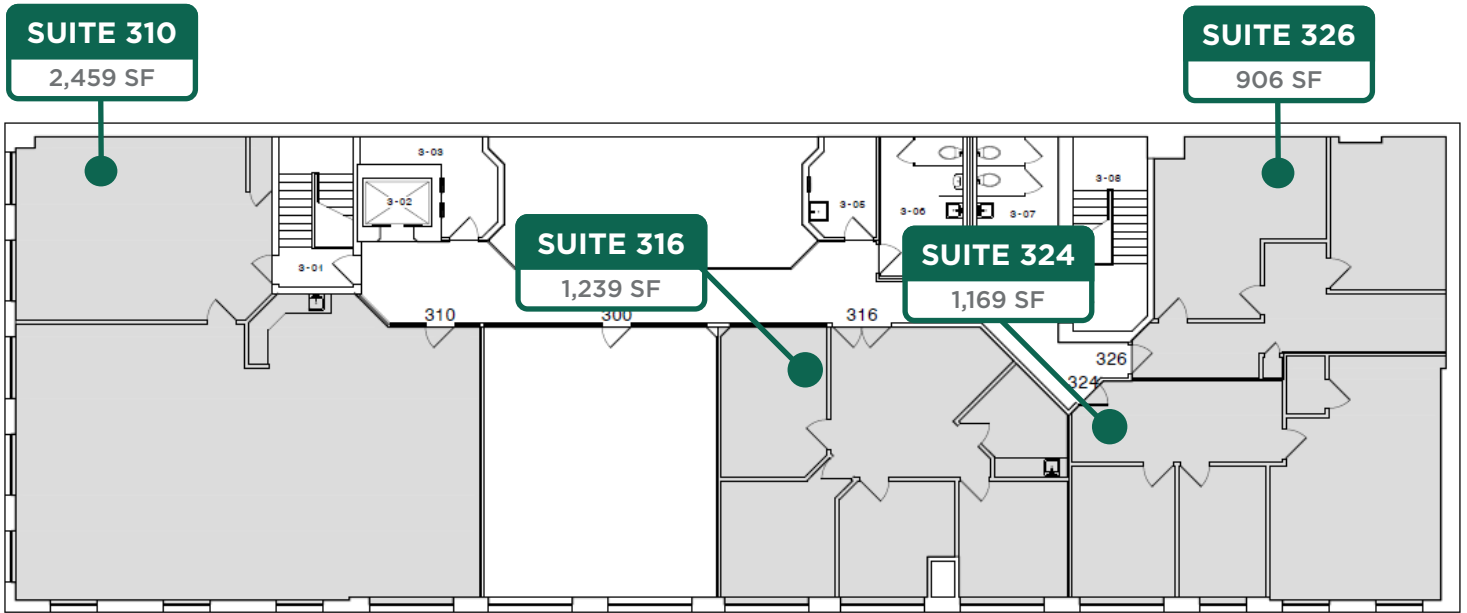 SUITE 310
2,459 SF
SUITE 326
906 SF
3-03
3-02
3-01
3-05
3-06
3-07
3-08
SUITE 316
1,239 SF
SUITE 324
1,169 SF
310
300
316
326
324